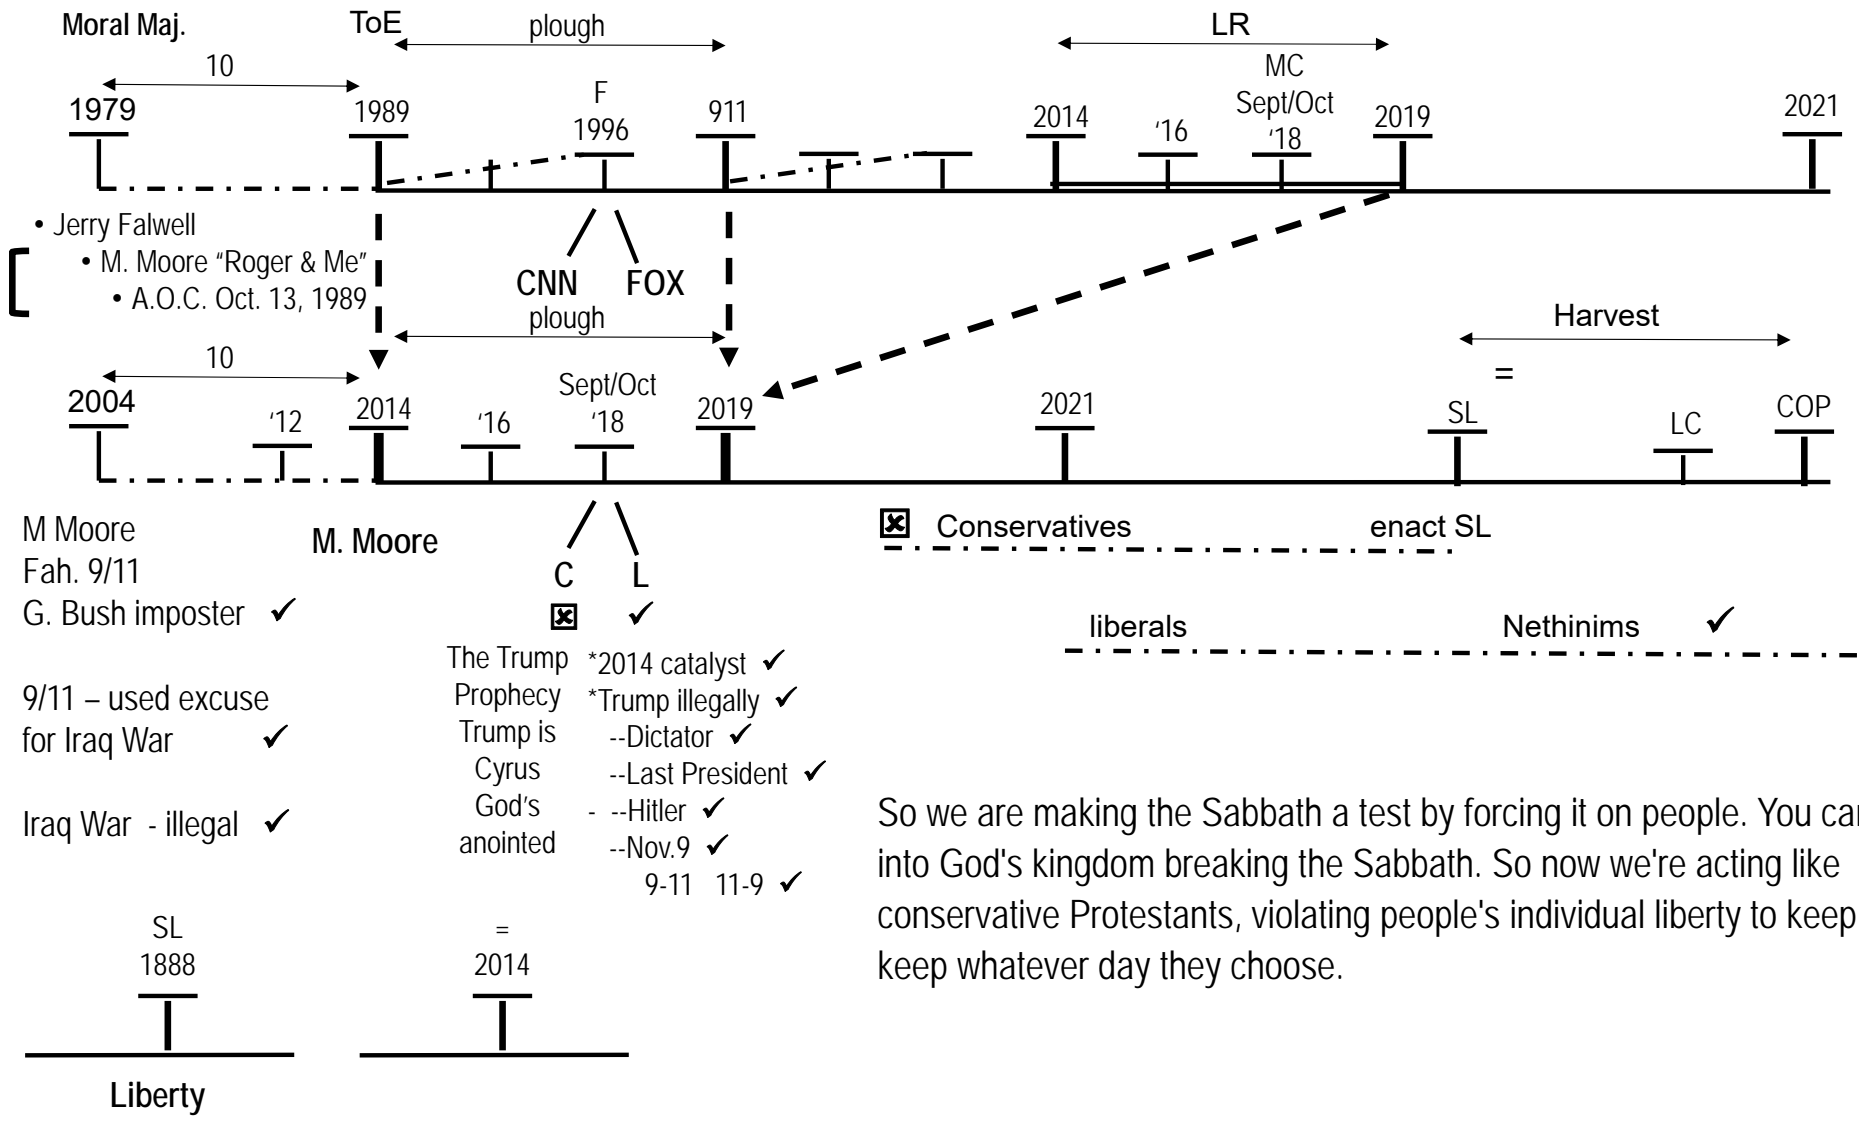 Moral Maj.
ToE
plough
LR
10
MC
F
Sept/Oct
1979
1989
1996
911
2014
'16
'18
2019
2021
• Jerry Falwell
• M. Moore “Roger & Me”
• A.O.C. Oct. 13, 1989
CNN FOX
plough
Harvest
10
Sept/Oct
=
2004
'12
2014
'16
'18
2019
2021
SL
LC
COP
M Moore
Fah. 9/11
G. Bush imposter ✓
9/11 – used excuse
for Iraq War ✓
Iraq War - illegal ✓
M. Moore
C L
☒ ✓
The Trump
Prophecy
Trump is
Cyrus
God’s
anointed
*2014 catalyst ✓
*Trump illegally ✓
--Dictator ✓
--Last President ✓
- --Hitler ✓
--Nov.9 ✓
9-11 11-9 ✓
☒ Conservatives enact SL
liberals Nethinims ✓
So we are making the Sabbath a test by forcing it on people. You
into God's kingdom breaking the Sabbath. So now we're acting like
conservative Protestants, violating people's individual liberty to keep
keep whatever day they choose.
SL
1888
=
2014
Liberty